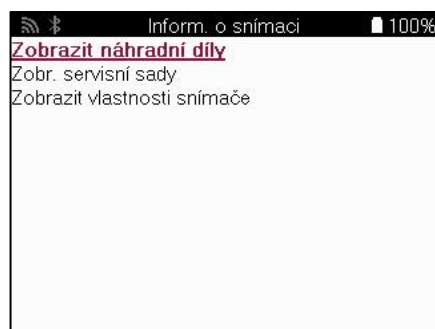 Inform. o snímaci 100%
Zobrazit náhradní díly
Zobr. servisní sady
Zobrazit vlastnosti snímače